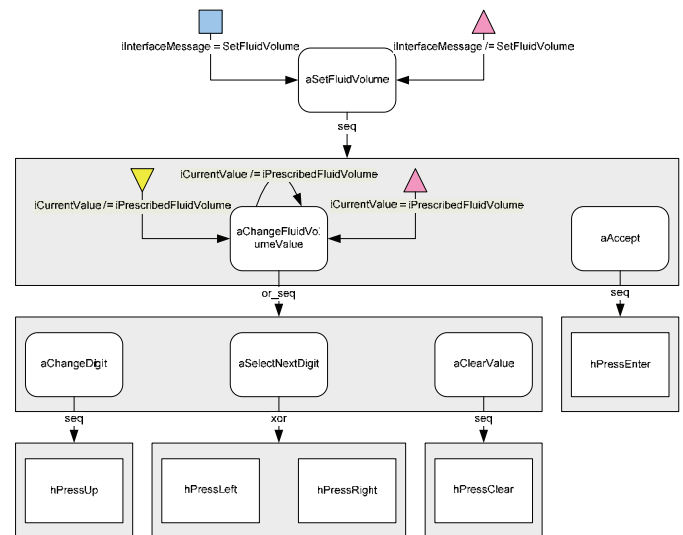 iInterfaceMessage = SetFluidVolume
iInterfaceMessage /= SetFluidVolume
aSetFluidVolume
seq
iCurrentValue /= iPrescribedFluidVolume
iCurrentValue /= iPrescribedFluidVolume
iCurrentValue = iPrescribedFluidVolume
aChangeFluidVol
umeValue
aAccept
or_seq
seq
aChangeDigit
aSelectNextDigit
aClearValue
hPressEnter
seq
xor
seq
hPressUp
hPressLeft
hPressRight
hPressClear